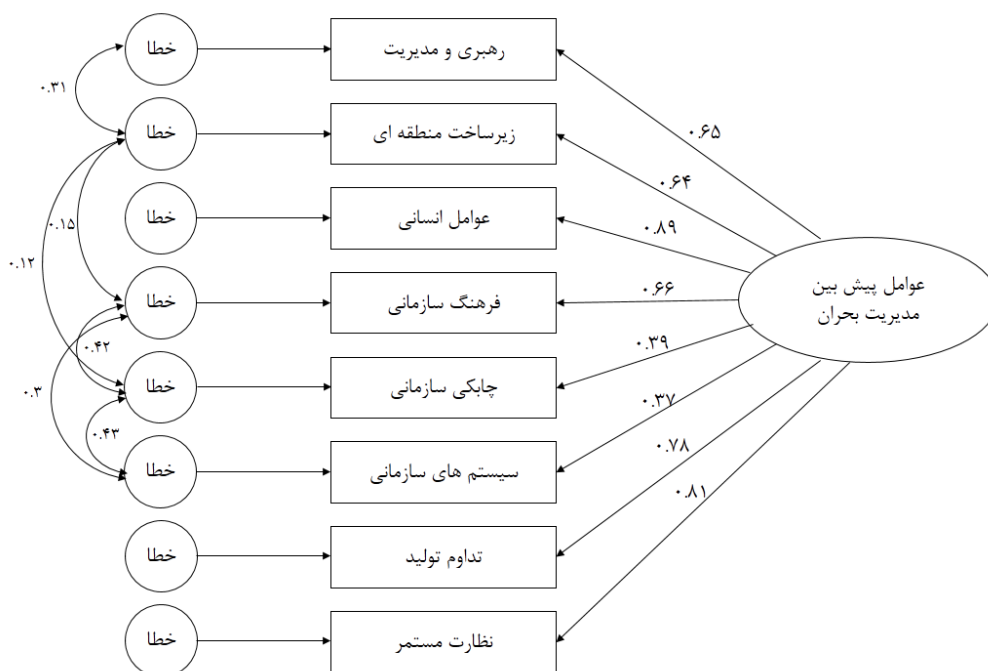 خطا
رهبری و مدیریت
۰.۶۵
۰.۳۱
خطا
زیرساخت منطقه ای
۰.۶۴
خطا
عوامل انسانی
۰.۸۹
۰.۱۵
۰.۱۲
خطا
فرهنگ سازمانی
۰.۶۶
عوامل پیش بین
مدیریت بحران
۰.۴۲
خطا
چابکی سازمانی
۰.۳۹
۰.۳
۰.۴۳
خطا
سیستم های سازمانی
۰.۳۷
خطا
تداوم تولید
۰.۷۸
خطا
نظارت مستمر
۰.۸۱